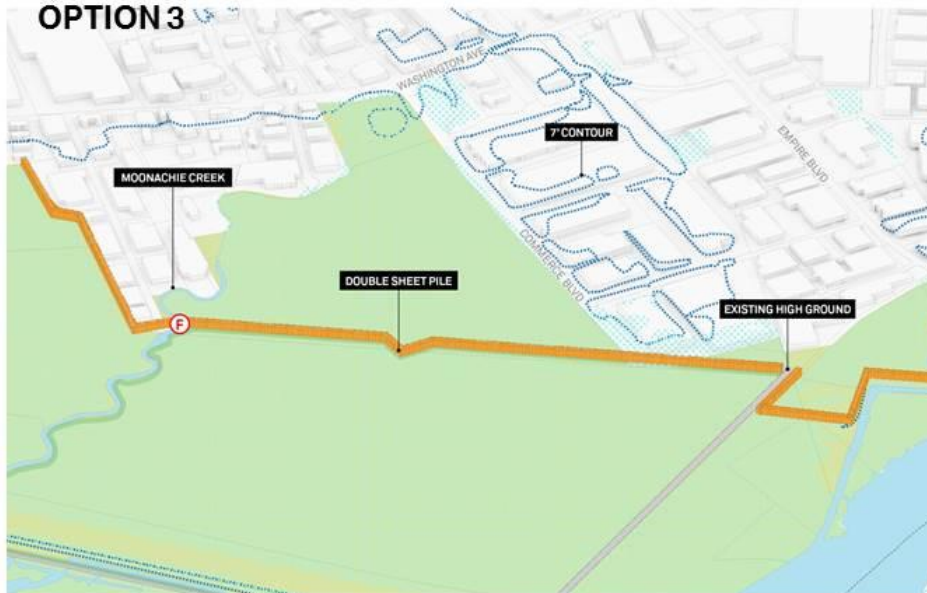 OPTION 3
WASHINGTON AVE
7' CONTOUR
EMPIRE BLVD
MOONACHIE CREEK
COMMERCE BLVD
DOUBLE SHEET PILE
EXISTING HIGH GROUND
F